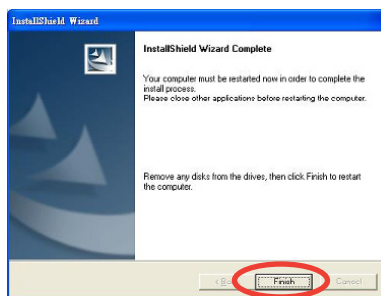 InstallShield Wizard
InstallShield Wizard Complete
Your computer must be restarted now in order to complete the
install process.
Please close other applications before restarting the computer.
Remove any disks from the drives, then click Finish to restart
the computer.
Finish Cancel